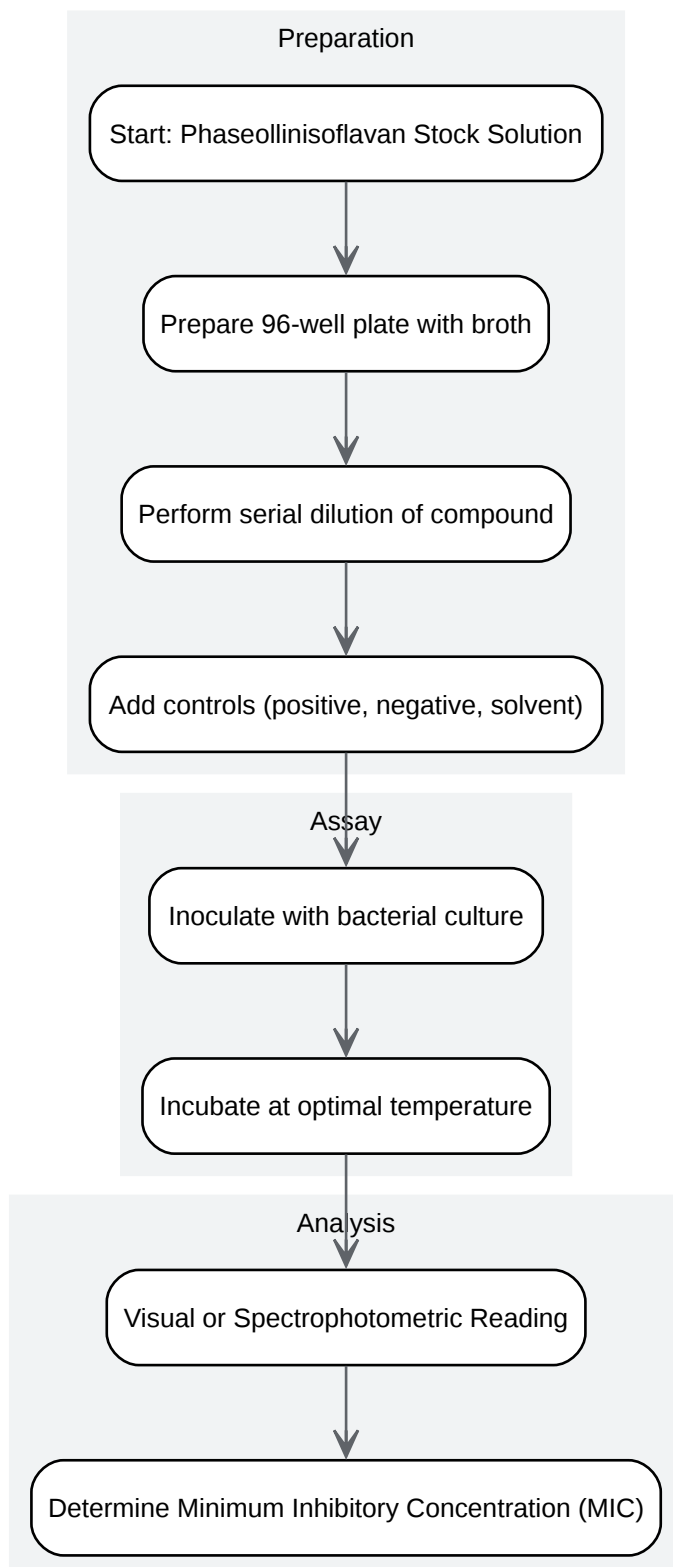 Preparation
Start: Phaseollinisoflavan Stock Solution
Prepare 96-well plate with broth
Perform serial dilution of compound
Add controls (positive, negative, solvent)
Assay
Inoculate with bacterial culture
Incubate at optimal temperature
Analysis
Visual or Spectrophotometric Reading
Determine Minimum Inhibitory Concentration (MIC)